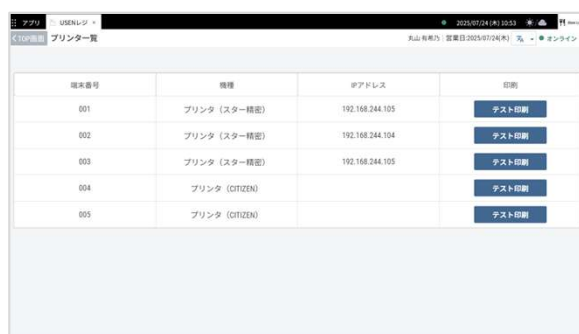 アプリ USENレジ × 2025/07/24 (木) 10:53
<TOP画面 プリンター覧 丸山 有希乃 営業日:2025/07/24(木) オンライン
端末番号 機種 IPアドレス 印刷
001 プリンタ（スター精密） 192.168.244.105 テスト印刷
002 プリンタ（スター精密） 192.168.244.104 テスト印刷
003 プリンタ（スター精密） 192.168.244.105 テスト印刷
004 プリンタ（CITIZEN） テスト印刷
005 プリンタ（CITIZEN） テスト印刷